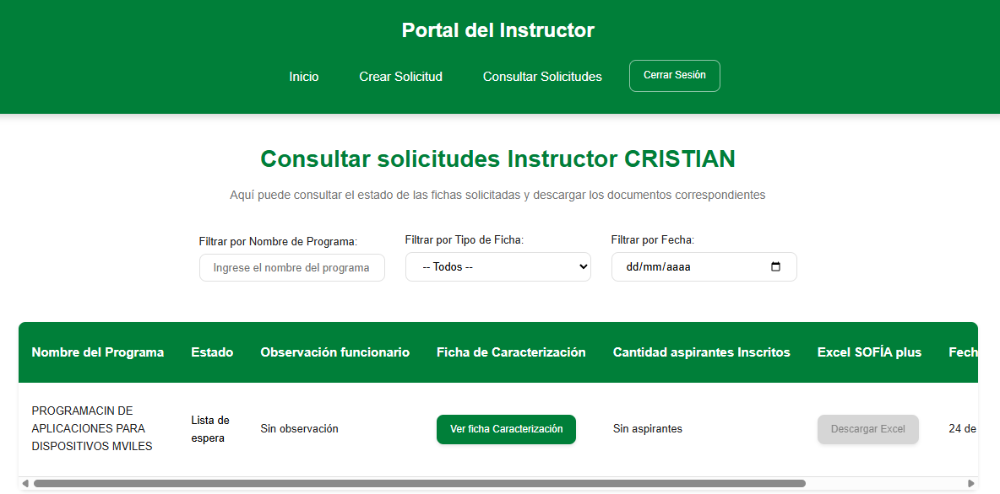 Portal del Instructor
Inicio Crear Solicitud Consultar Solicitudes Cerrar Sesión
Consultar solicitudes Instructor CRISTIAN
Aquí puede consultar el estado de las fichas solicitadas y descargar los documentos correspondientes
Filtrar por Nombre de Programa: Filtrar por Tipo de Ficha: Filtrar por Fecha:
Ingrese el nombre del programa -- Todos -- dd/mm/aaaa
Nombre del Programa Estado Observación funcionario Ficha de Caracterización Cantidad aspirantes Inscritos Excel SOFÍA plus Fech
PROGRAMACIN DE
APLICACIONES PARA
DISPOSITIVOS MVILES
Lista de
espera
Sin observación
Ver ficha Caracterización
Sin aspirantes
Descargar Excel
24 de